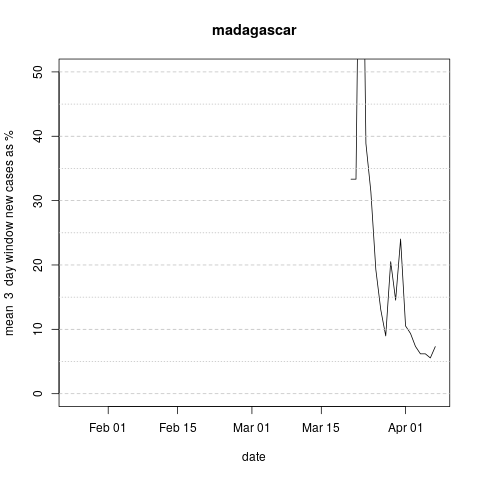 madagascar
mean 3 day window new cases as %
50
40
30
20
10
0
Feb 01
Feb 15
Mar 01
Mar 15
Apr 01
date